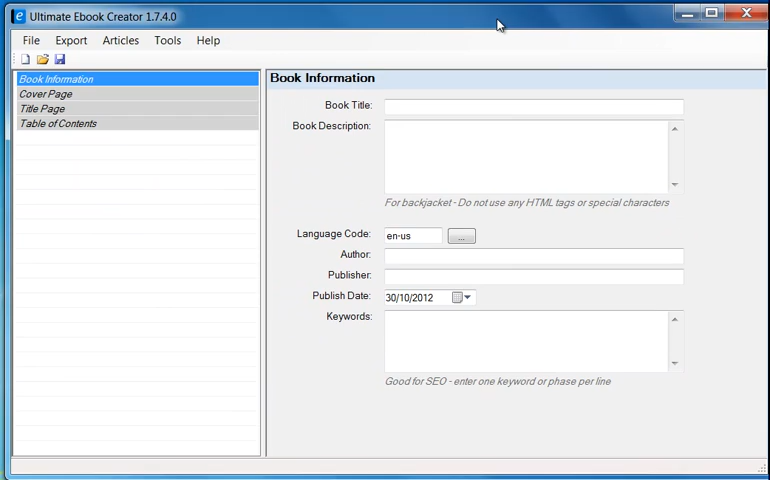 Ultimate Ebook Creator 1.7.4.0
File Export Articles Tools Help
Book Information
Cover Page
Title Page
Table of Contents
Book Information
Book Title:
Book Description:
For backjacket - Do not use any HTML tags or special characters
Language Code: en-us ...
Author:
Publisher:
Publish Date: 30/10/2012
Keywords:
Good for SEO - enter one keyword or phase per line